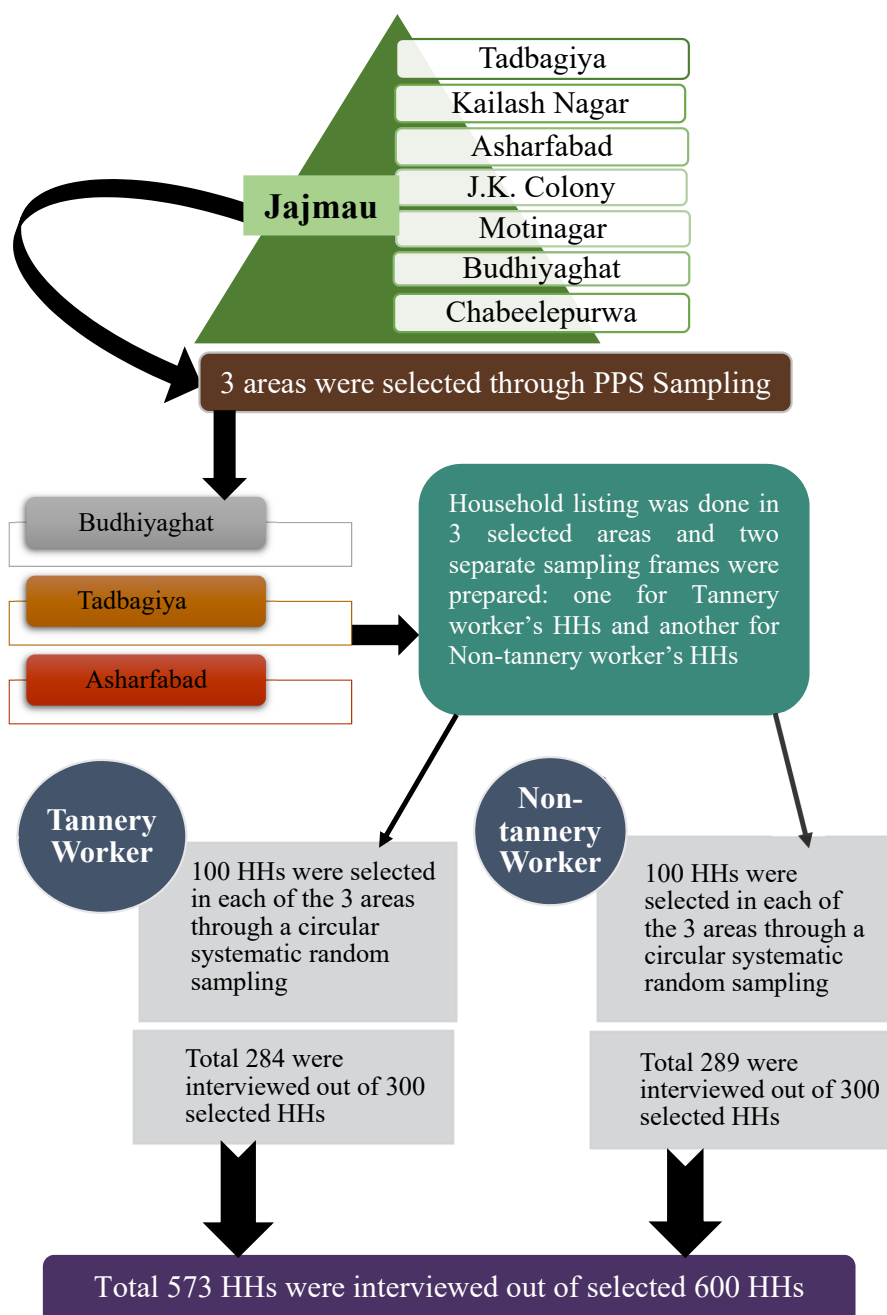 Tadbagiya
Kailash Nagar
Asharfabad
J.K. Colony
Jajmau
Motinagar
Budhiyaghat
Chabeelepurwa
3 areas were selected through PPS Sampling
Budhiyaghat
Tadbagiya
Asharfabad
Household listing was done in
3 selected areas and two
separate sampling frames were
prepared: one for Tannery
worker’s HHs and another for
Non-tannery worker’s HHs
Tannery
Worker
100 HHs were selected
in each of the 3 areas
through a circular
systematic random
sampling
Total 284 were
interviewed out of 300
selected HHs
Non-
tannery
Worker
100 HHs were
selected in each of
the 3 areas through a
circular systematic
random sampling
Total 289 were
interviewed out of 300
selected HHs
Total 573 HHs were interviewed out of selected 600 HHs